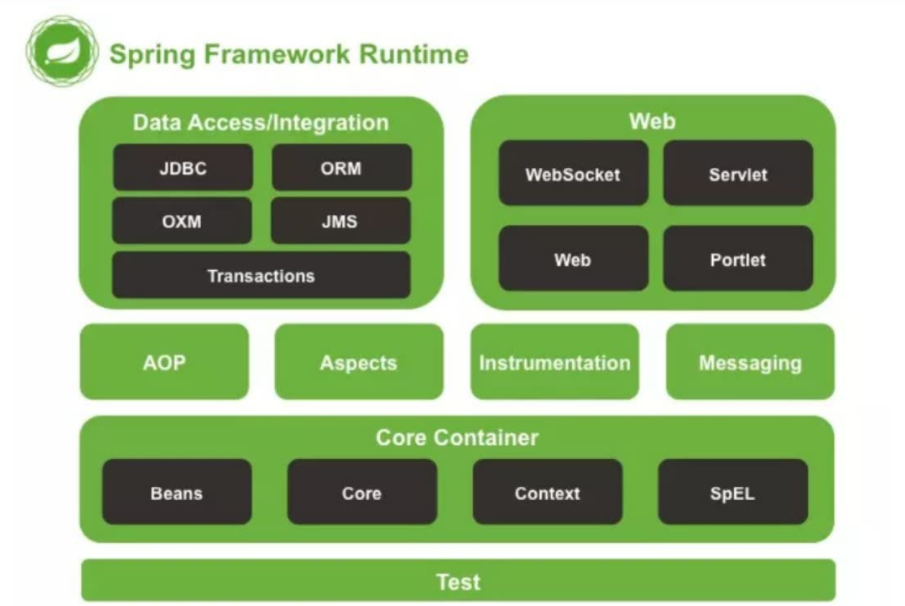 Spring Framework Runtime
Data Access/Integration
JDBC
ORM
OXM
JMS
Transactions
Web
WebSocket
Servlet
Web
Portlet
AOP
Aspects
Instrumentation
Messaging
Core Container
Beans
Core
Context
SpEL
Test